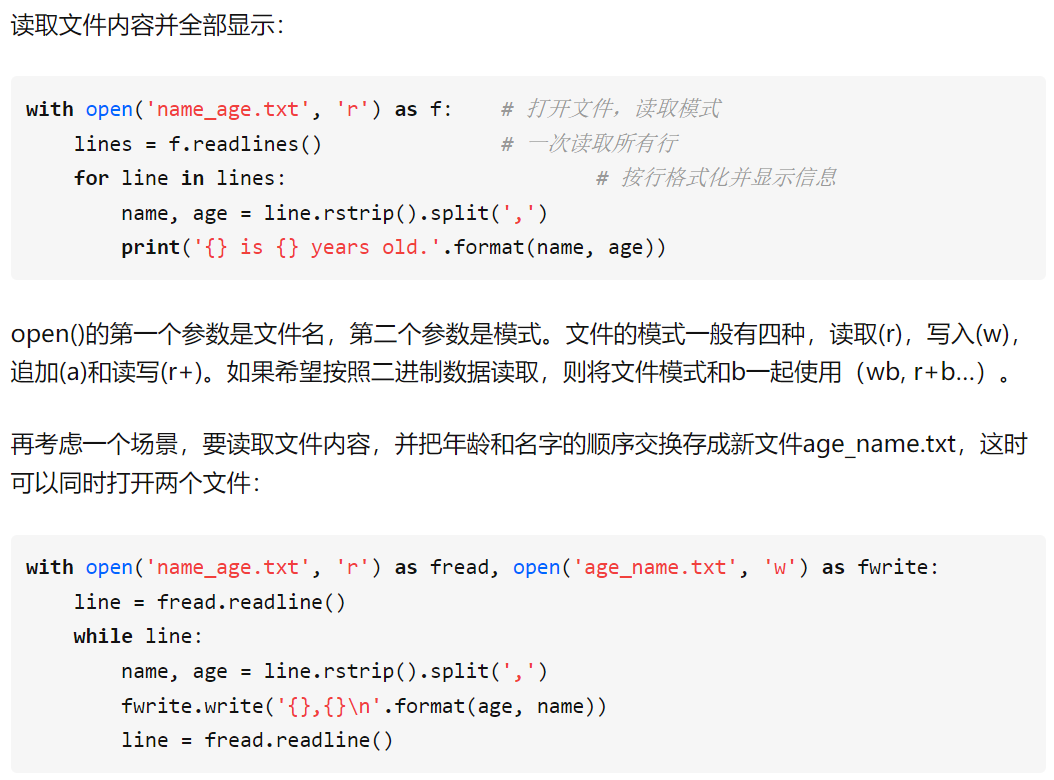 读取文件内容并全部显示：
with open('name_age.txt', 'r') as f:    # 打开文件，读取模式
    lines = f.readlines()               # 一次读取所有行
    for line in lines:                          # 按行格式化并显示信息
        name, age = line.rstrip().split(',')
        print('{} is {} years old.'.format(name, age))
open()的第一个参数是文件名，第二个参数是模式。文件的模式一般有四种，读取(r)，写入(w)，
追加(a)和读写(r+)。如果希望按照二进制数据读取，则将文件模式和b一起使用（wb, r+b…）。
再考虑一个场景，要读取文件内容，并把年龄和名字的顺序交换存成新文件age_name.txt，这时
可以同时打开两个文件：
with open('name_age.txt', 'r') as fread, open('age_name.txt', 'w') as fwrite:
    line = fread.readline()
    while line:
        name, age = line.rstrip().split(',')
        fwrite.write('{},{}\n'.format(age, name))
        line = fread.readline()